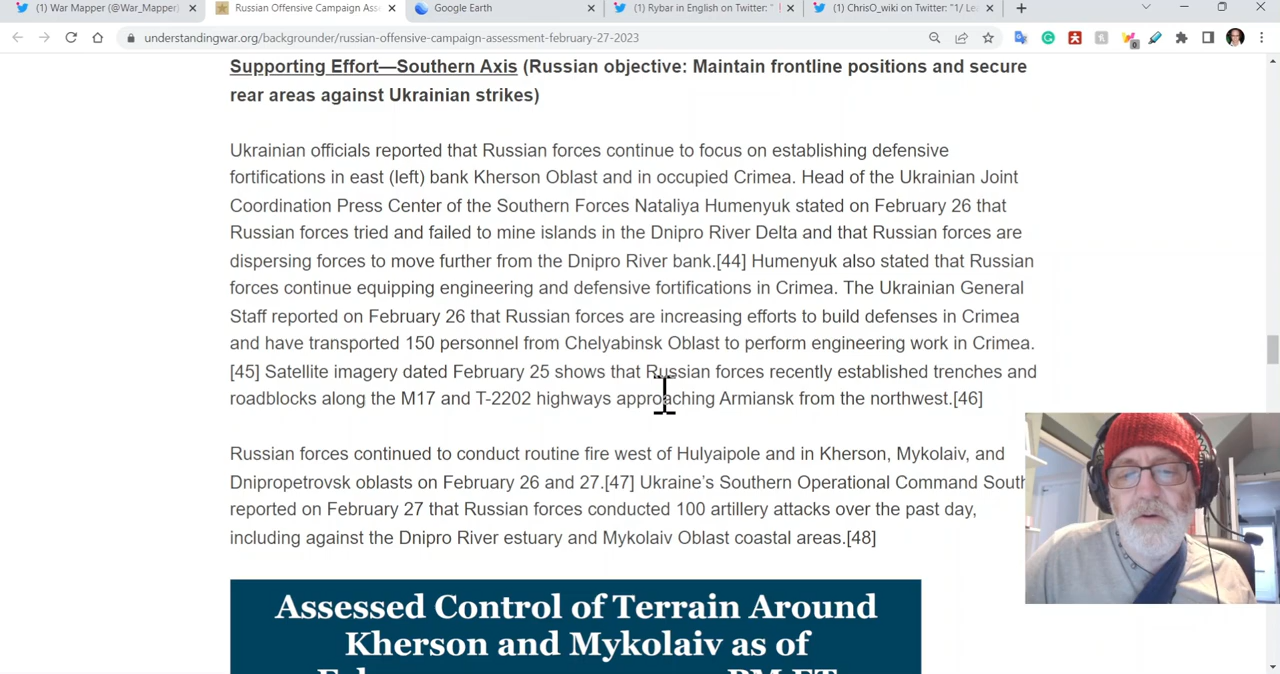 (1) War Mapper (@War_Mapper)
Russian Offensive Campaign Ass
Google Earth
(1) Rybar in English on Twitter: "
(1) ChrisO_wiki on Twitter: "1/ Le
understandingwar.org/backgrounder/russian-offensive-campaign-assessment-february-27-2023
Supporting Effort—Southern Axis (Russian objective: Maintain frontline positions and secure
rear areas against Ukrainian strikes)
Ukrainian officials reported that Russian forces continue to focus on establishing defensive
fortifications in east (left) bank Kherson Oblast and in occupied Crimea. Head of the Ukrainian Joint
Coordination Press Center of the Southern Forces Nataliya Humenyuk stated on February 26 that
Russian forces tried and failed to mine islands in the Dnipro River Delta and that Russian forces are
dispersing forces to move further from the Dnipro River bank.[44] Humenyuk also stated that Russian
forces continue equipping engineering and defensive fortifications in Crimea. The Ukrainian General
Staff reported on February 26 that Russian forces are increasing efforts to build defenses in Crimea
and have transported 150 personnel from Chelyabinsk Oblast to perform engineering work in Crimea.
[45] Satellite imagery dated February 25 shows that Russian forces recently established trenches and
roadblocks along the M17 and T-2202 highways approaching Armiansk from the northwest.[46]
Russian forces continued to conduct routine fire west of Hulyaipole and in Kherson, Mykolaiv, and
Dnipropetrovsk oblasts on February 26 and 27.[47] Ukraine's Southern Operational Command South
reported on February 27 that Russian forces conducted 100 artillery attacks over the past day,
including against the Dnipro River estuary and Mykolaiv Oblast coastal areas.[48]
Assessed Control of Terrain Around
Kherson and Mykolaiv as of